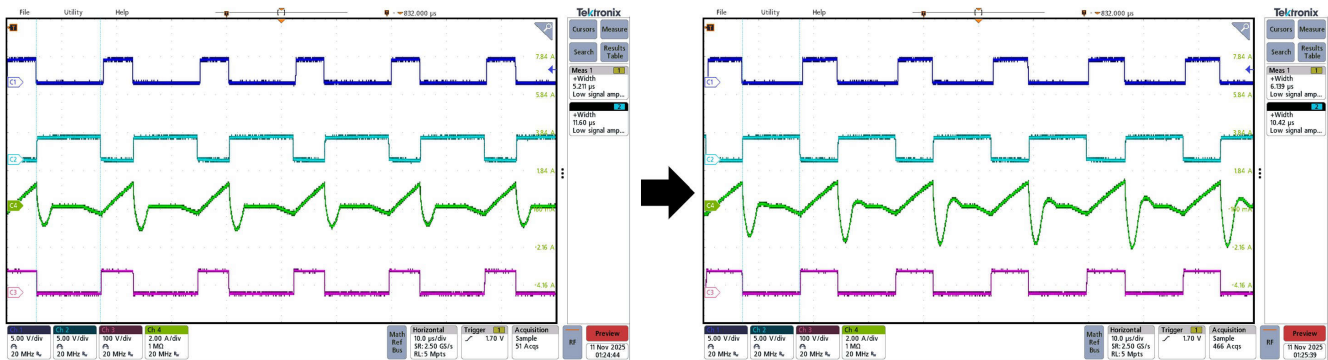 File Utility Help
832.000 µs
Tektronix
Cursors Measure
Search Results Table
7.84 A
5.84 A
3.84 A
1.84 A
-2.16 A
-4.16 A
C1
C2
C4
C3
Meas 1 1
+Width
5.211 µs
Low signal amp...
2
+Width
11.60 µs
Low signal amp...
Ch 2
5.00 V/div
5.00 V/div
100 V/div
Ch 4
2.00 A/div
1 MΩ
20 MHz
20 MHz
20 MHz
20 MHz
Math
Ref
Bus
Horizontal
10.0 µs/div
SR: 2.50 GS/s
RL: 5 Mpts
Trigger 1
1.70 V
Acquisition
Sample
51 Acqs
RF
Preview
11 Nov 2025
01:24:44
File Utility Help
832.000 µs
Tektronix
Cursors Measure
Search Results Table
7.84 A
5.84 A
3.84 A
1.84 A
-2.16 A
-4.16 A
C1
C2
C4
C3
Meas 1 1
+Width
6.139 µs
Low signal amp...
2
+Width
10.42 µs
Low signal amp...
Ch 2
5.00 V/div
5.00 V/div
100 V/div
Ch 4
2.00 A/div
1 MΩ
20 MHz
20 MHz
20 MHz
20 MHz
Math
Ref
Bus
Horizontal
10.0 µs/div
SR: 2.50 GS/s
RL: 5 Mpts
Trigger 1
1.70 V
Acquisition
Sample
466 Acqs
RF
Preview
11 Nov 2025
01:25:39